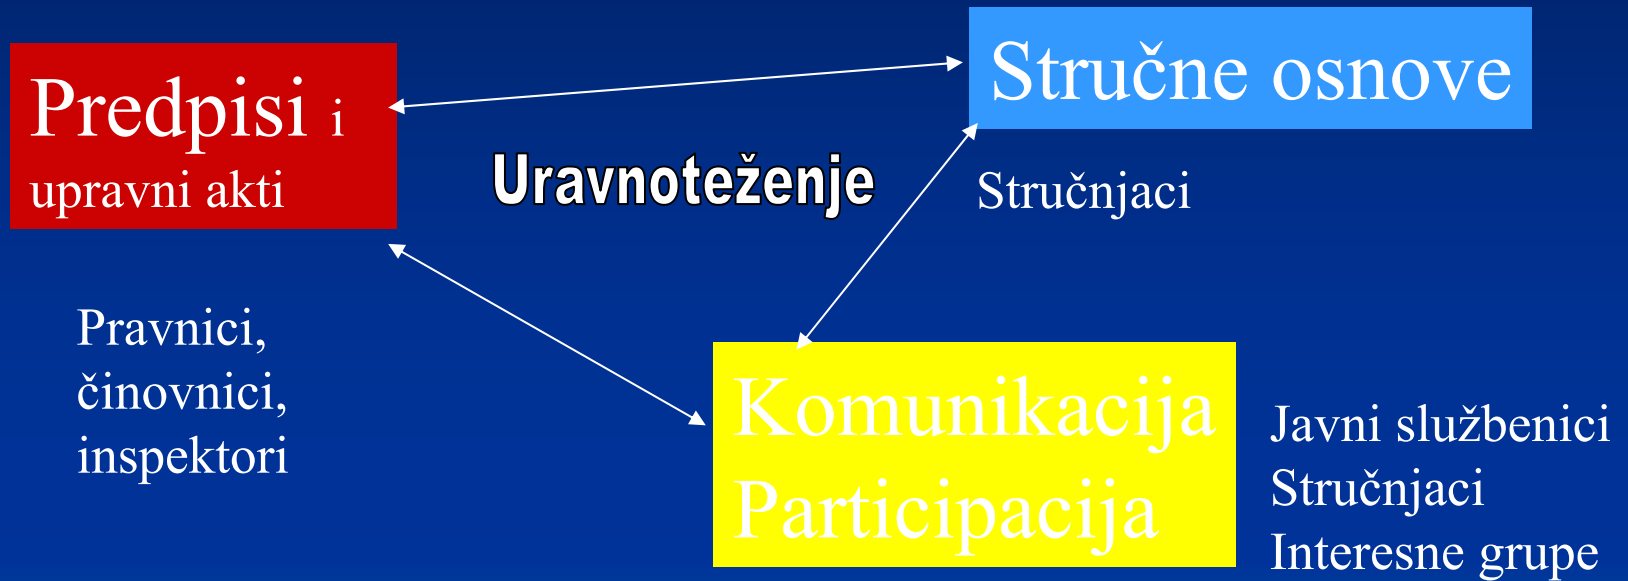 Predpisi i
upravni akti
Stručne osnove
Uravnoteženje
Stručnjaci
Pravnici,
činovnici,
inspektori
Komunikacija
Participacija
Javni službenici
Stručnjaci
Interesne grupe